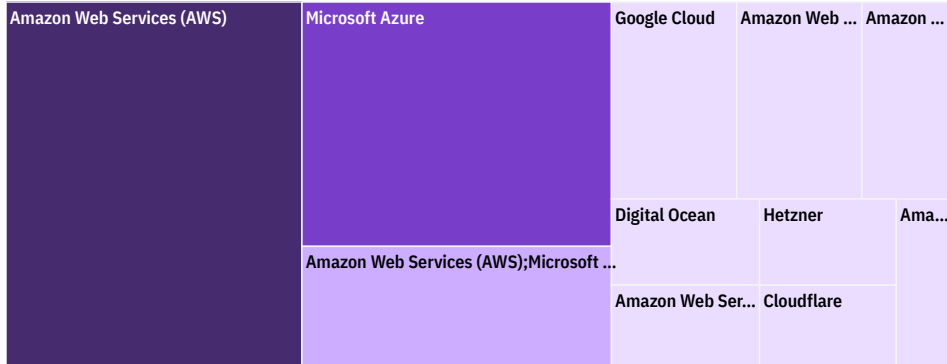 Amazon Web Services (AWS)
Microsoft Azure
Google Cloud
Amazon Web ...
Amazon ...
Digital Ocean
Hetzner
Ama...
Amazon Web Services (AWS);Microsoft ...
Amazon Web Ser...
Cloudflare